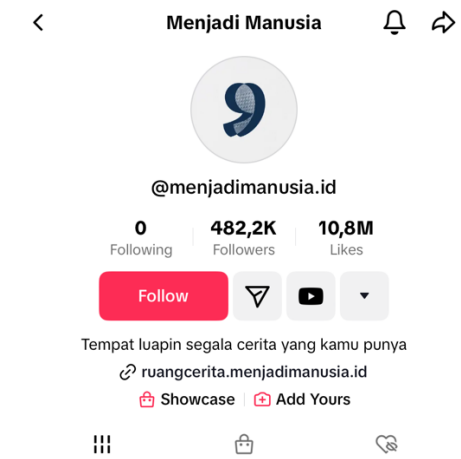 Menjadi Manusia
@menjadimanusia.id
0 482,2K 10,8M
Following Followers Likes
Follow
Tempat luapin segala cerita yang kamu punya
ruangcerita.menjadimanusia.id
Showcase Add Yours